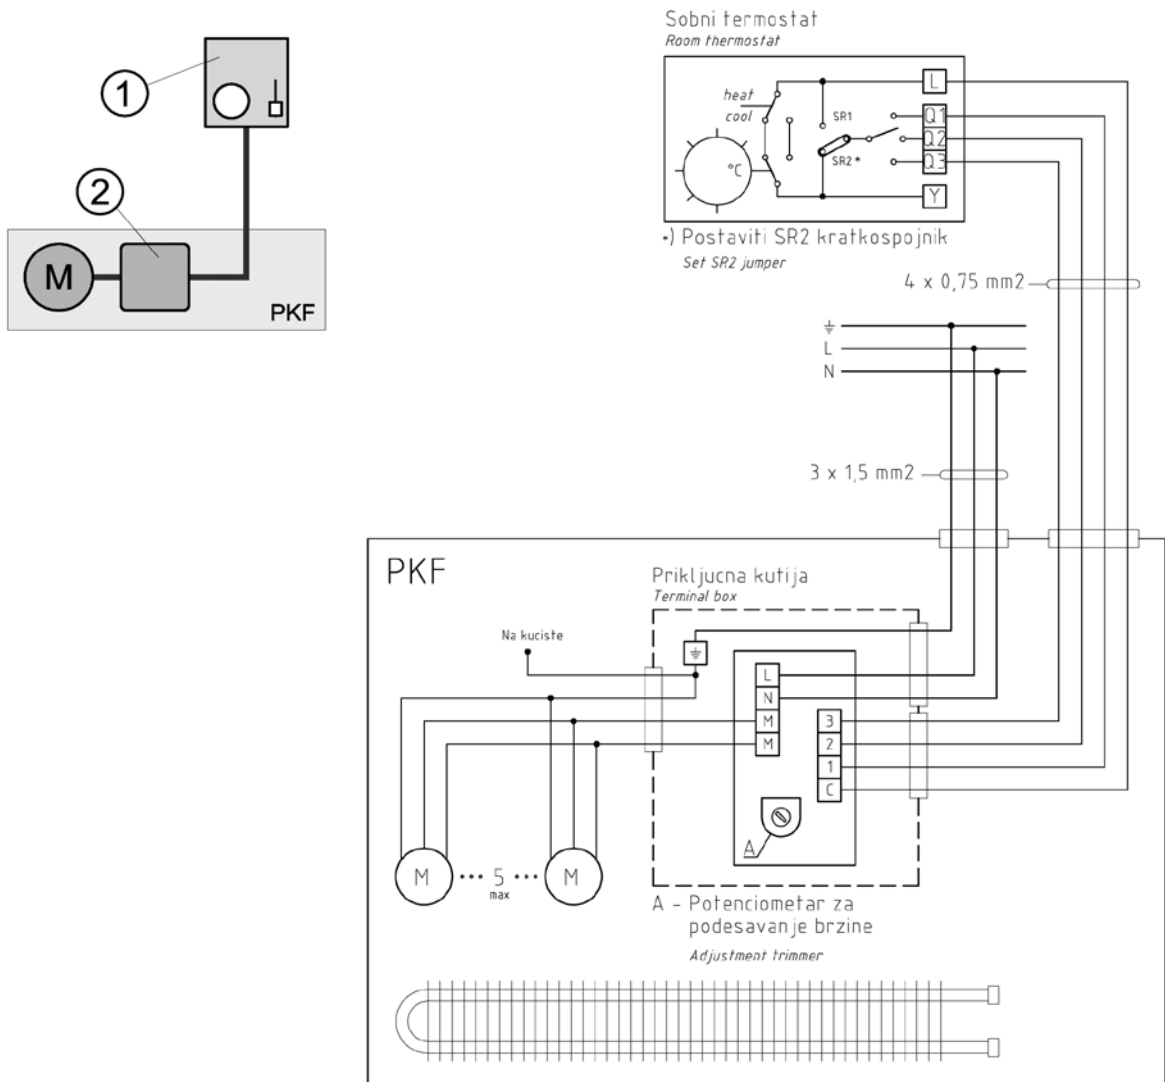 1
2
M
PKF
Sobni termostat
Room thermostat
heat
cool
°C
SR1
SR2 *
L
Q1
Q2
Q3
Y
*) Postaviti SR2 kratkospojnik
Set SR2 jumper
4 x 0,75 mm2
L
N
3 x 1,5 mm2
PKF
Prikljucna kutija
Terminal box
Na kuciste
L
N
M
M
3
2
1
C
A
M ... 5 ... M
max
A - Potenciometar za
podesavanje brzine
Adjustment trimmer